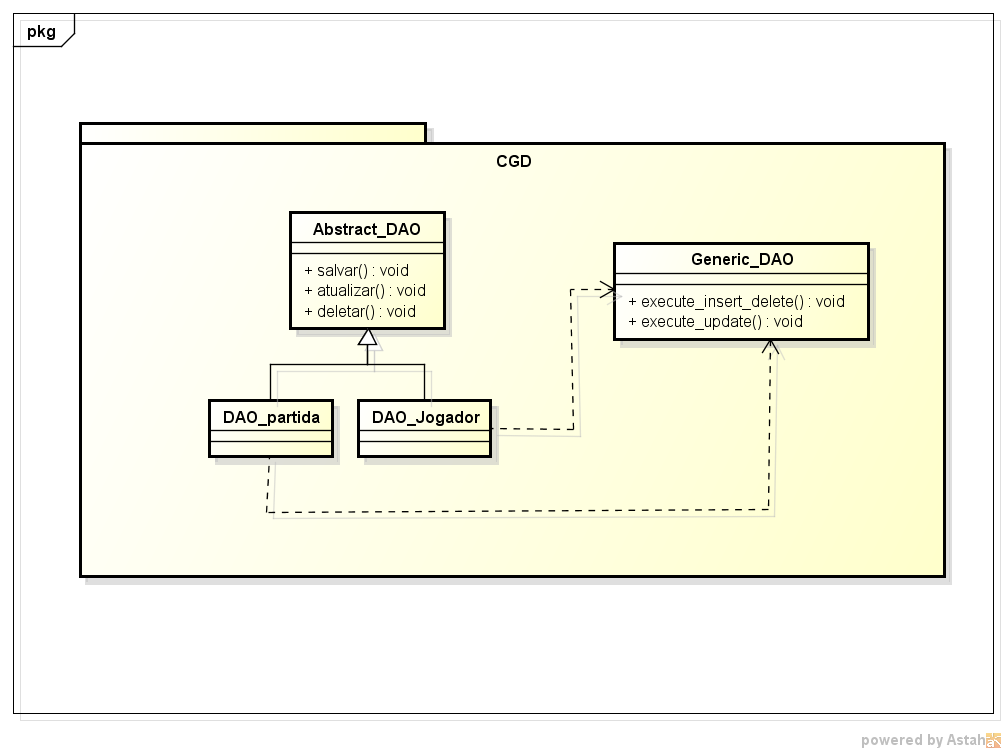 pkg
CGD
Abstract_DAO
+ salvar() : void
+ atualizar() : void
+ deletar() : void
Generic_DAO
+ execute_insert_delete() : void
+ execute_update() : void
DAO_partida
DAO_Jogador
powered by Astah